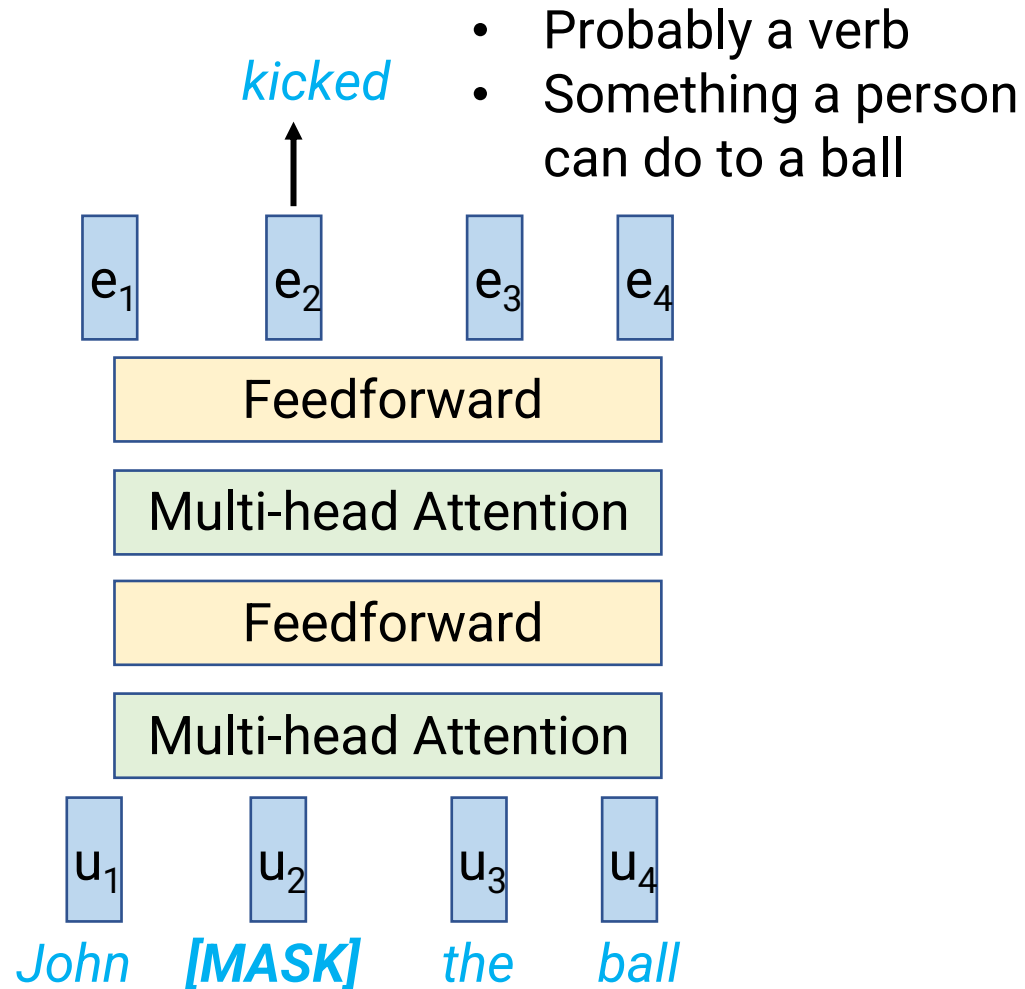 • Probably a verb
• Something a person
can do to a ball
kicked
e₁ e₂ e₃ e₄
Feedforward
Multi-head Attention
Feedforward
Multi-head Attention
u₁ u₂ u₃ u₄
John [MASK] the ball